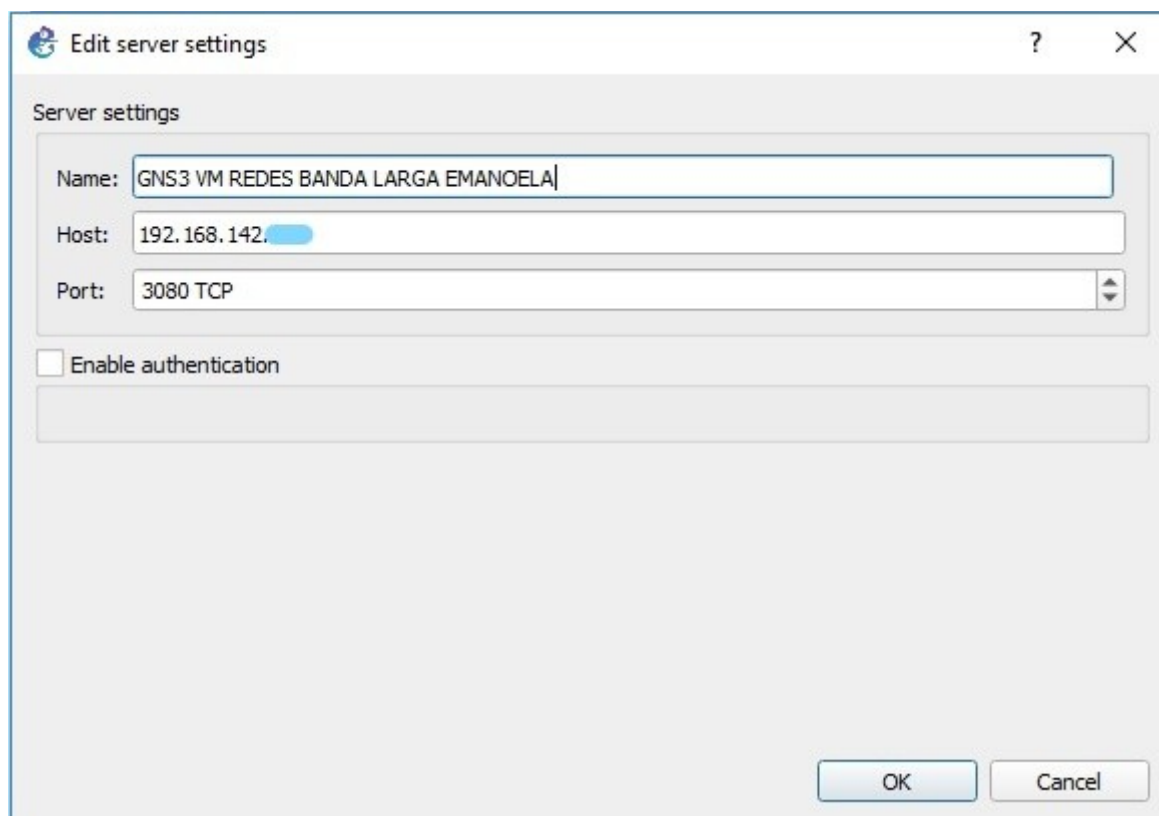 Edit server settings ? ×
Server settings
Name: GNS3 VM REDES BANDA LARGA EMANOELA
Host: 192.168.142.
Port: 3080 TCP
Enable authentication
OK Cancel